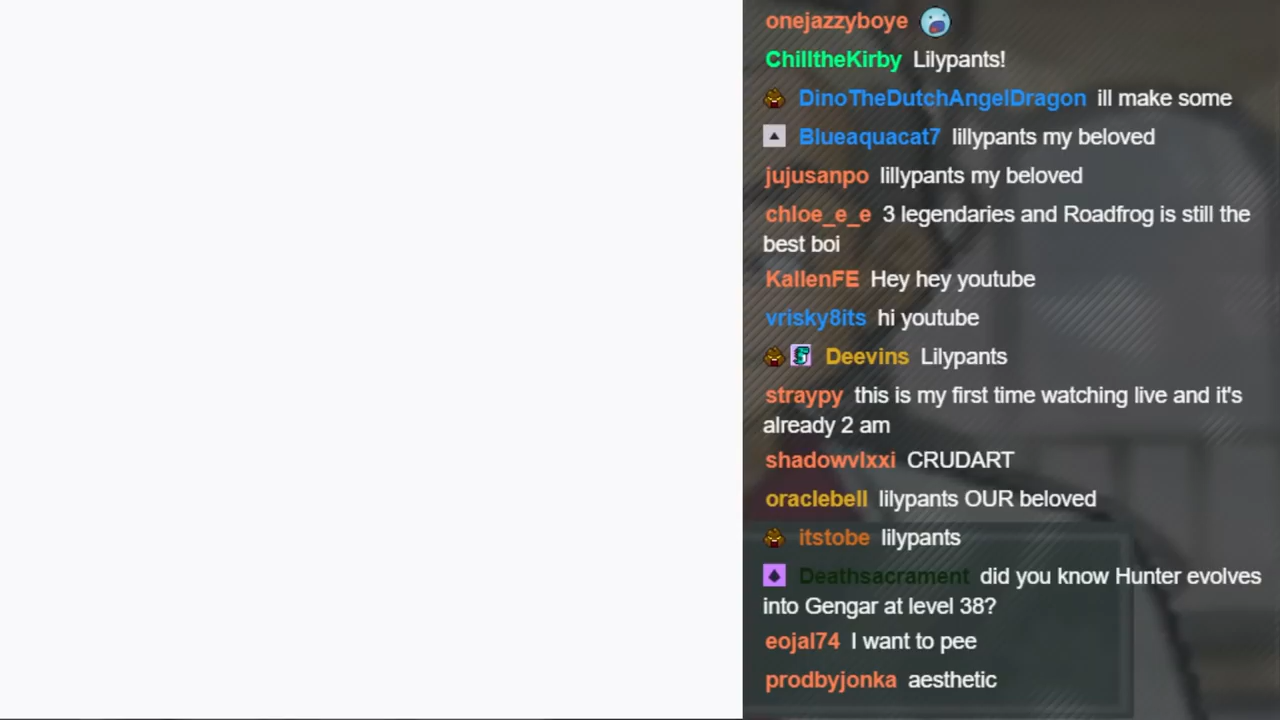 onejazzyboye
ChilltheKirby Lilypants!
DinoTheDutchAngelDragon ill make some
Blueaquacat7 lillypants my beloved
jujusanpo lillypants my beloved
chloe_e_e 3 legendaries and Roadfrog is still the
best boi
KallenFE Hey hey youtube
vrisky8its hi youtube
Deevins Lilypants
straypy this is my first time watching live and it's
already 2 am
shadowvlxxi CRUDART
oraclebell lilypants OUR beloved
itstobe lilypants
Deathsacrament did you know Hunter evolves
into Gengar at level 38?
eojal74 I want to pee
prodbyjonka aesthetic